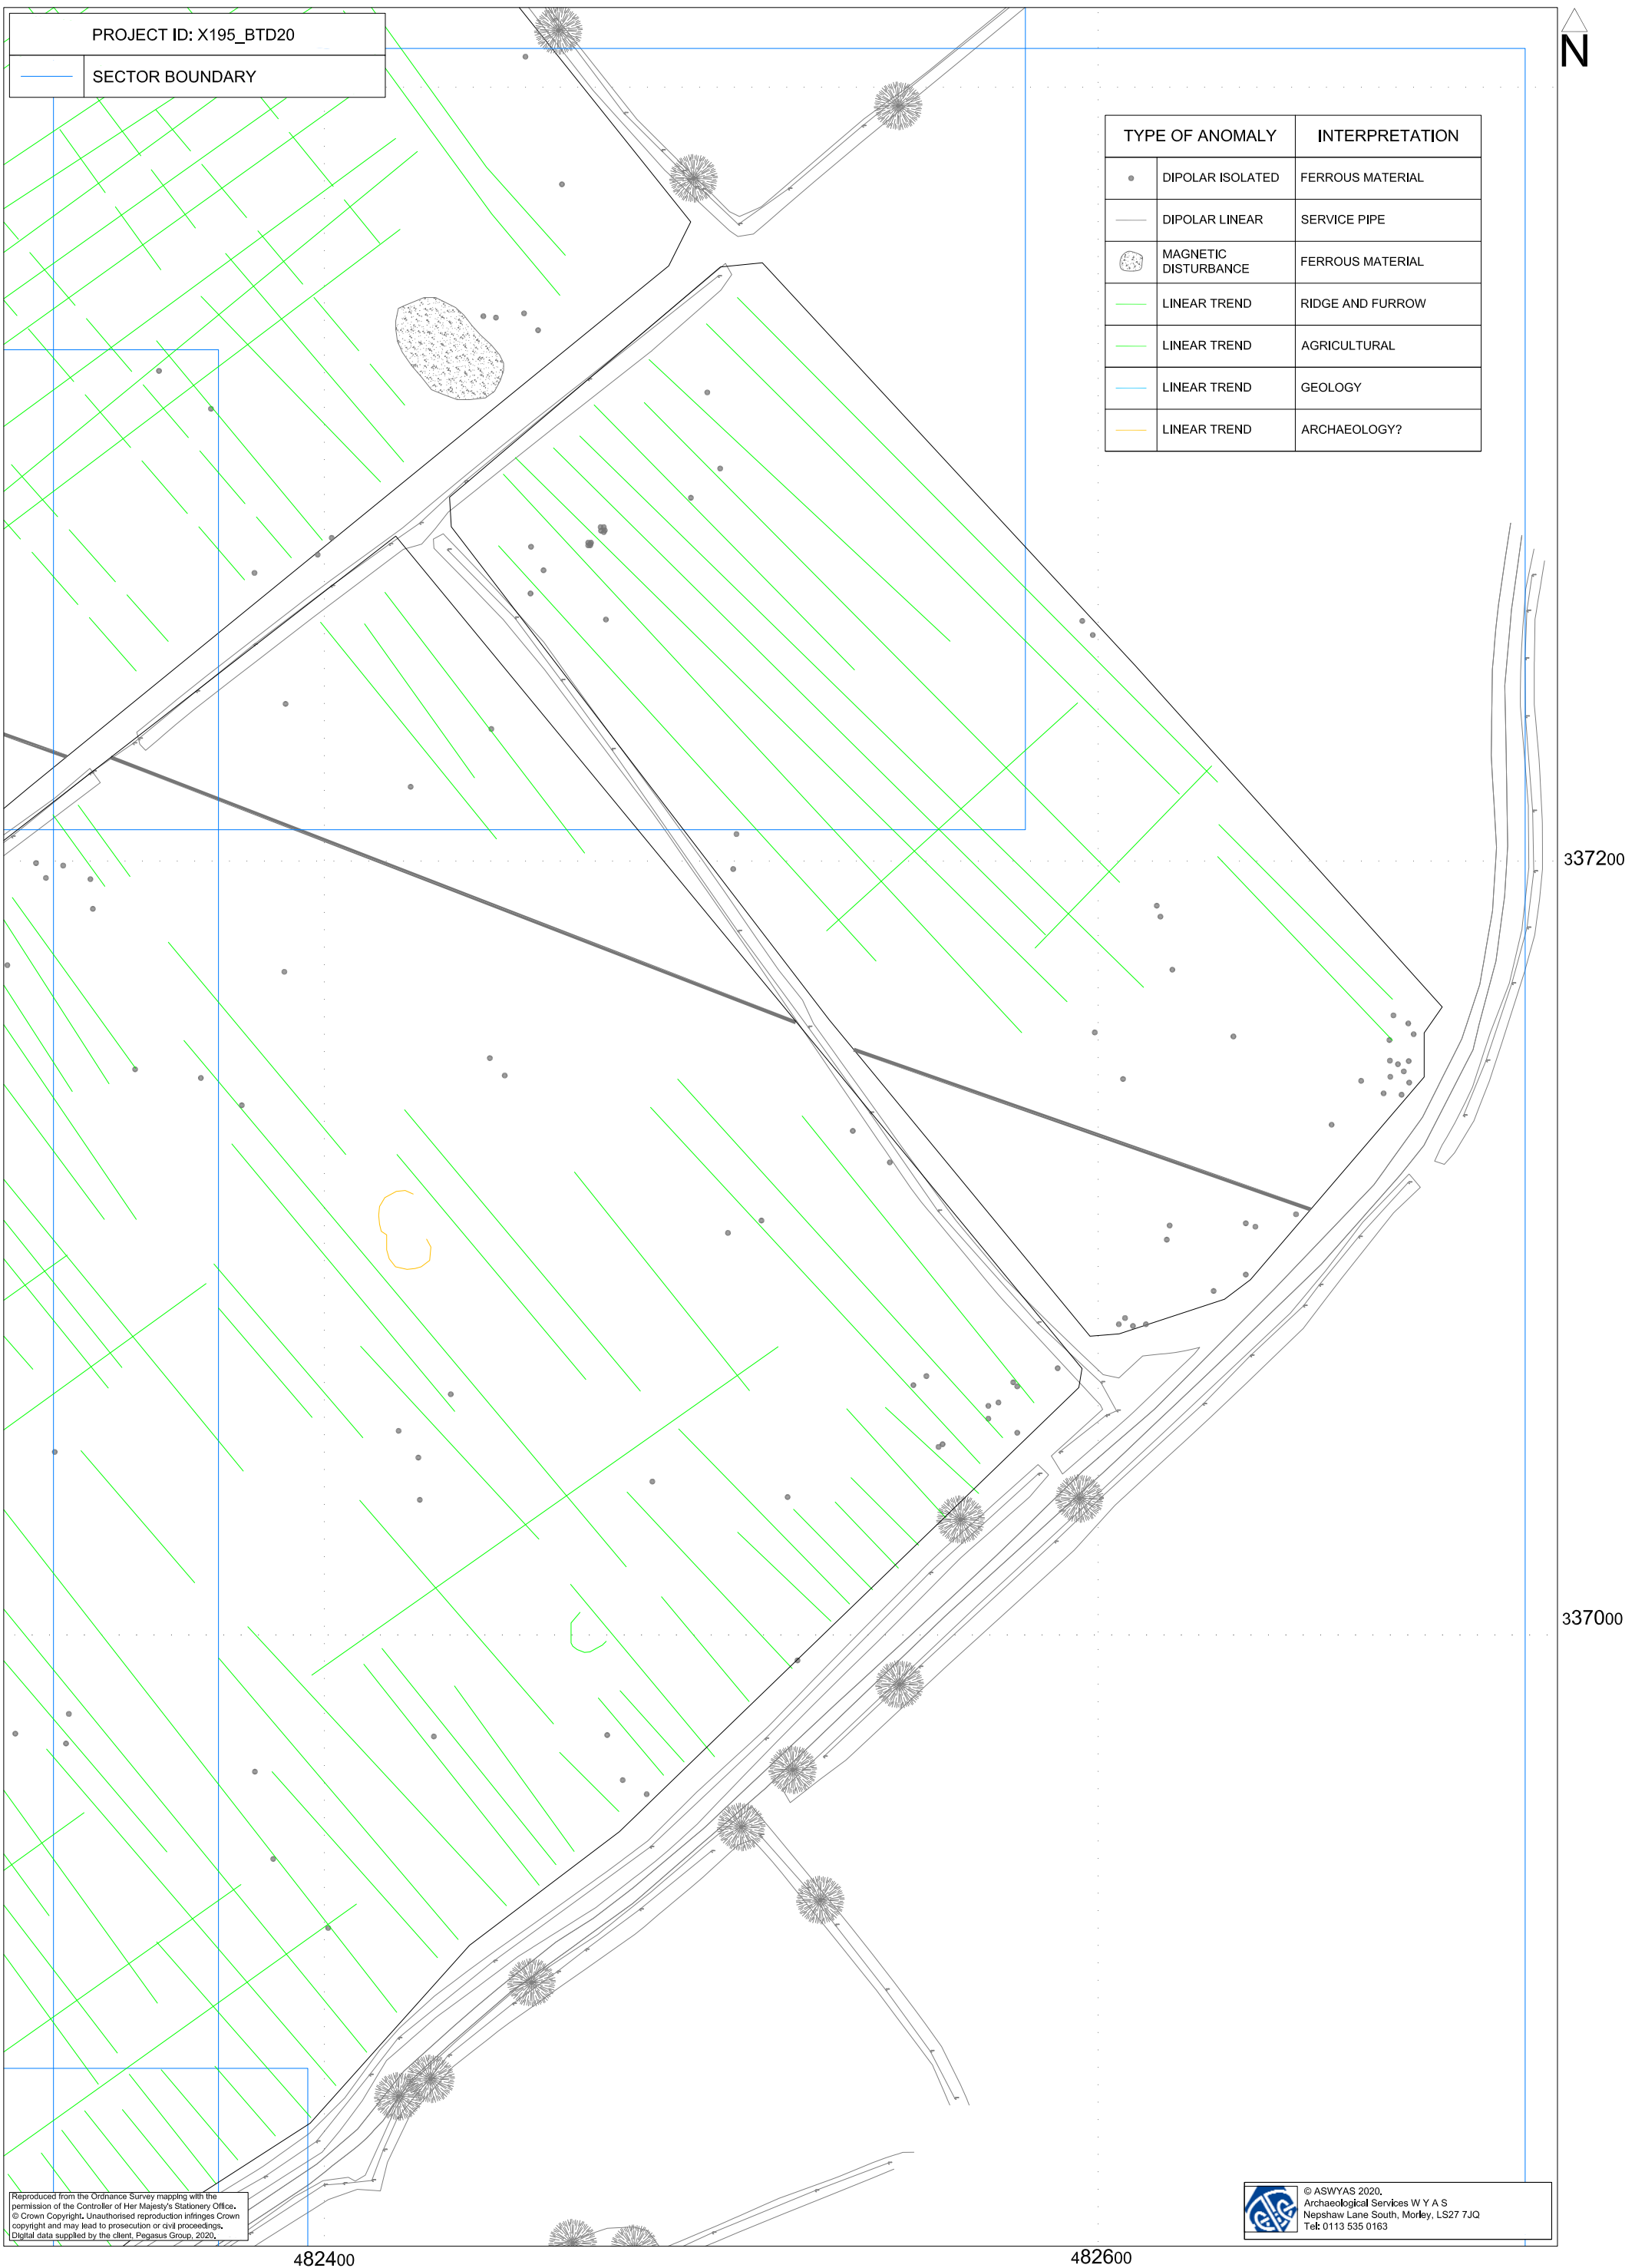 PROJECT ID: X195_BTD20
SECTOR BOUNDARY
N
TYPE OF ANOMALY INTERPRETATION
DIPOLAR ISOLATED FERROUS MATERIAL
DIPOLAR LINEAR SERVICE PIPE
MAGNETIC
DISTURBANCE FERROUS MATERIAL
LINEAR TREND RIDGE AND FURROW
LINEAR TREND AGRICULTURAL
LINEAR TREND GEOLOGY
LINEAR TREND ARCHAEOLOGY?
337200
337000
Reproduced from the Ordnance Survey mapping with the
permission of the Controller of Her Majesty's Stationery Office.
© Crown Copyright. Unauthorised reproduction infringes Crown
copyright and may lead to prosecution or civil proceedings.
Digital data supplied by the client, Pegasus Group, 2020.
© ASWYAS 2020.
Archaeological Services W Y A S
Nepshaw Lane South, Morley, LS27 7JQ
Tel: 0113 535 0163
482400
482600